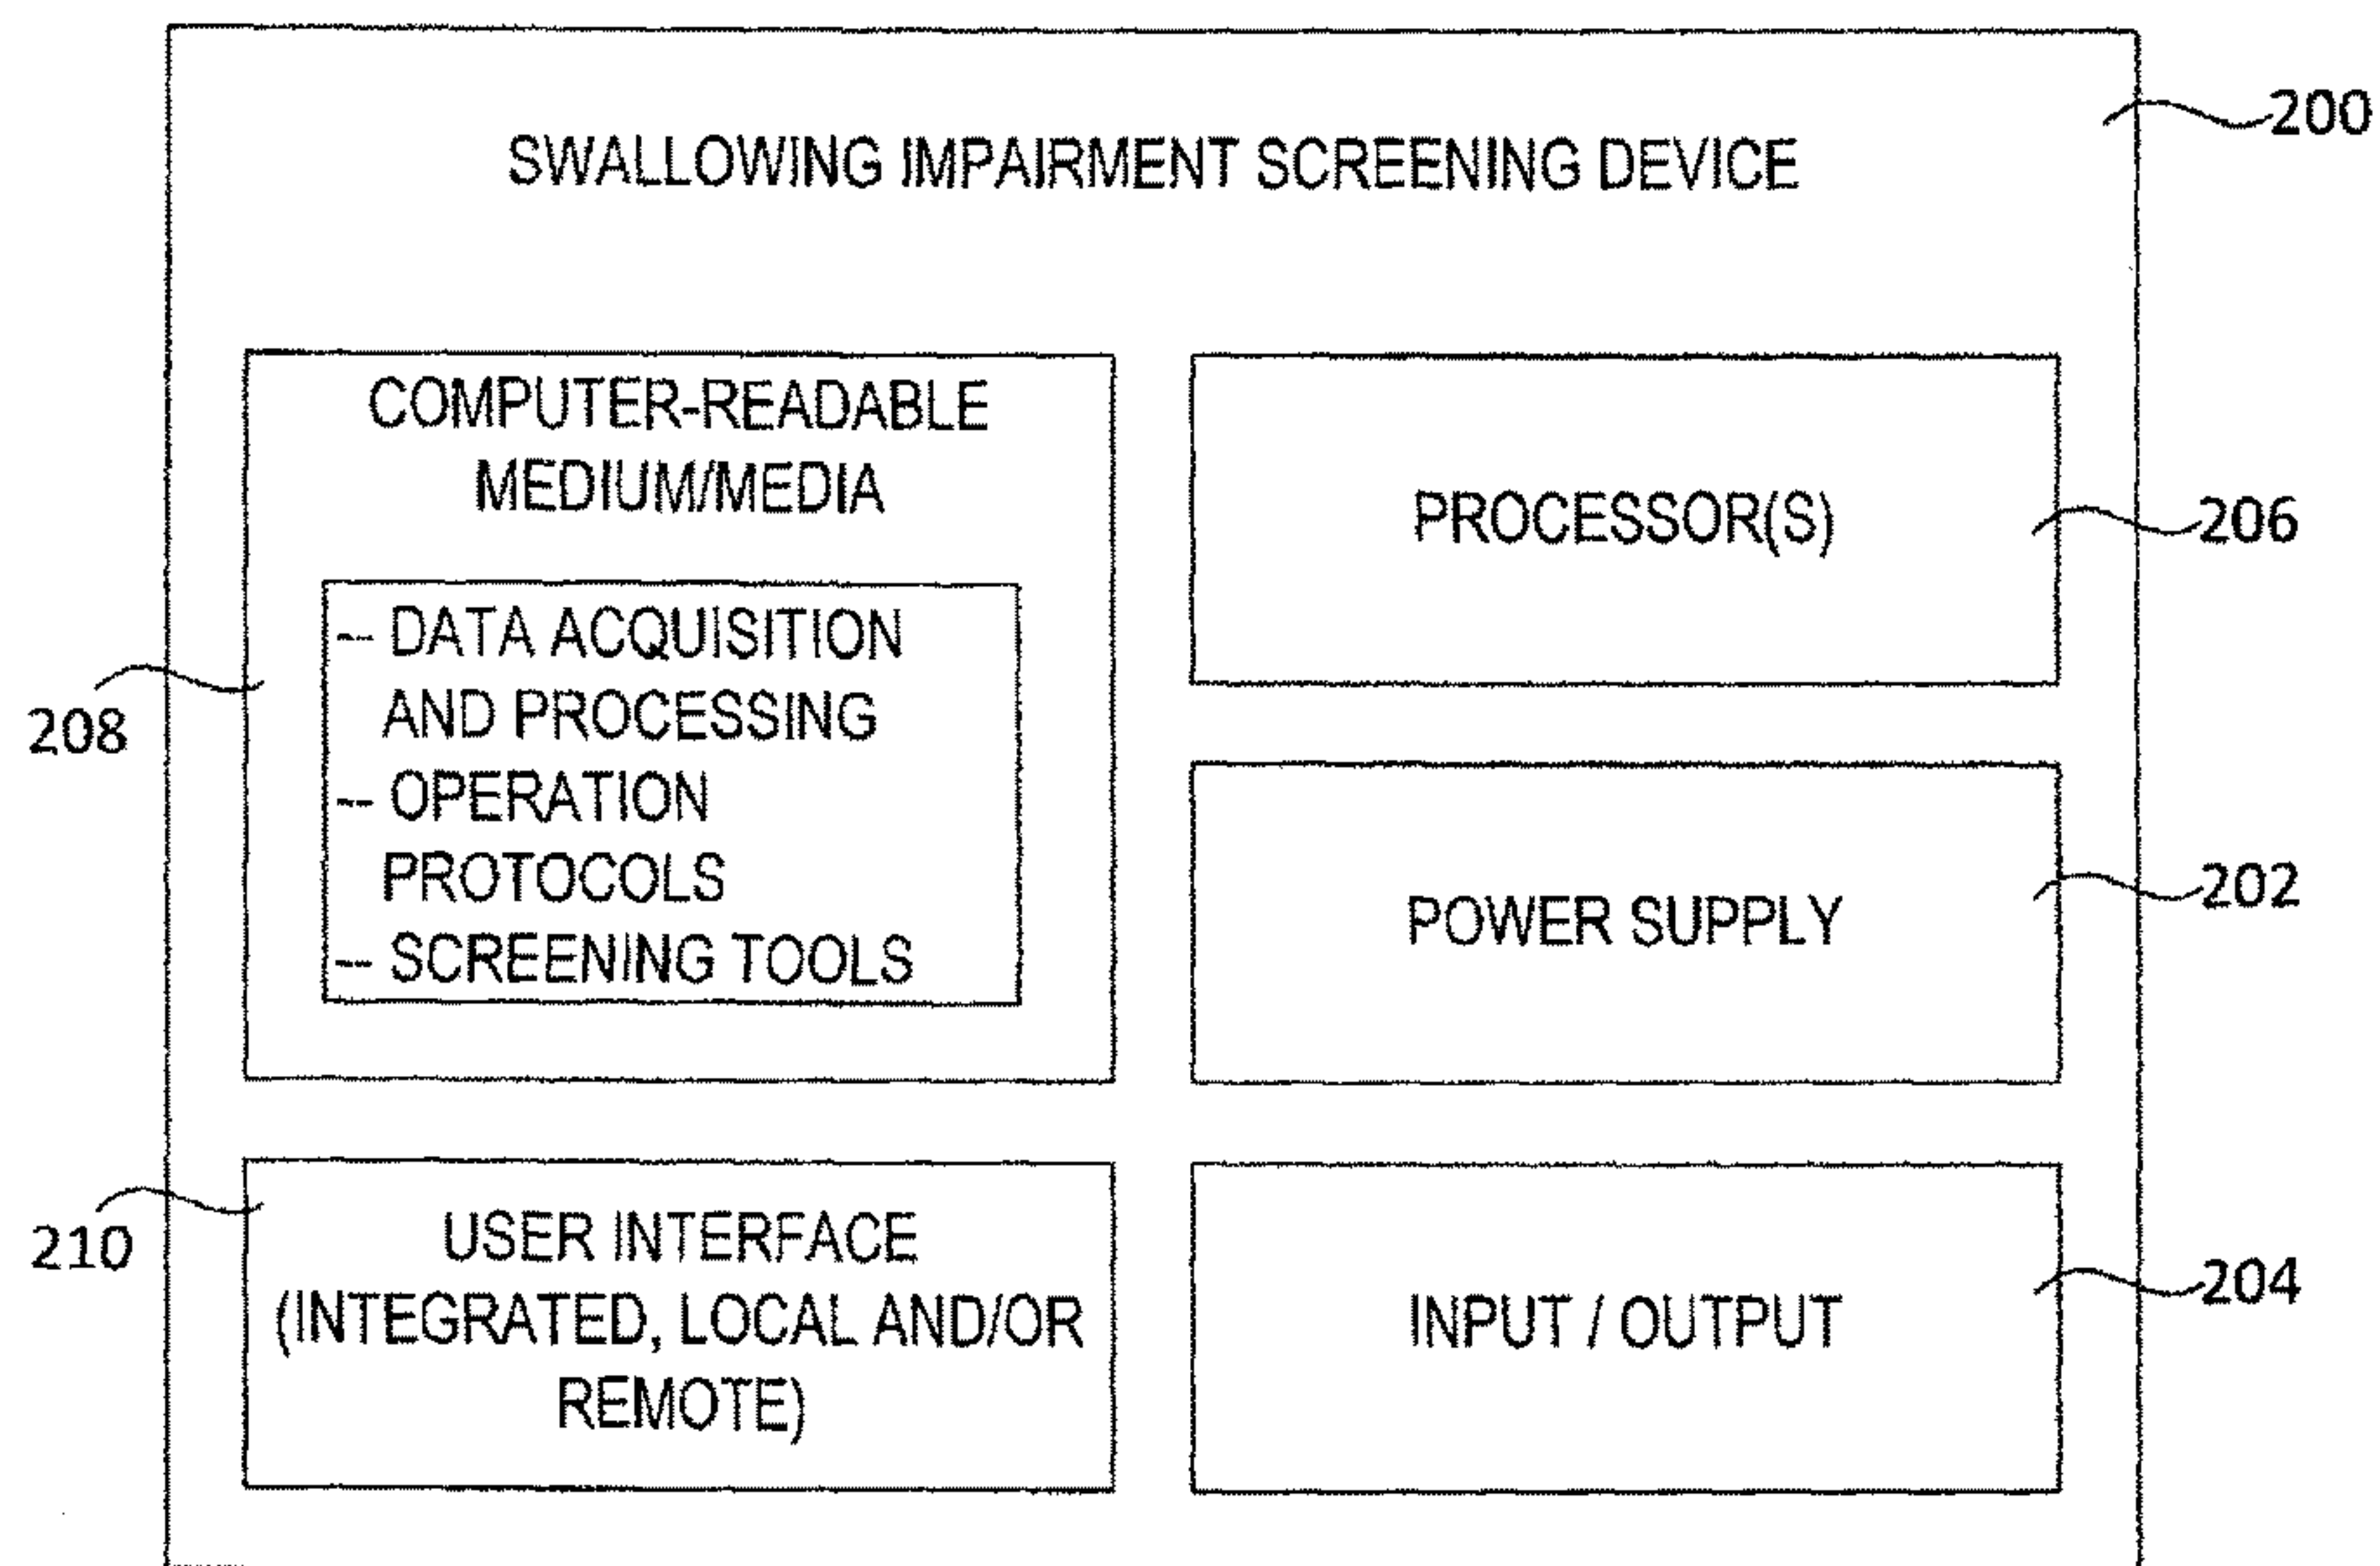 200
SWALLOWING IMPAIRMENT SCREENING DEVICE
COMPUTER-READABLE
MEDIUM/MEDIA
-- DATA ACQUISITION
AND PROCESSING
-- OPERATION
PROTOCOLS
-- SCREENING TOOLS
208
PROCESSOR(S)
206
POWER SUPPLY
202
210
USER INTERFACE
(INTEGRATED, LOCAL AND/OR
REMOTE)
INPUT / OUTPUT
204